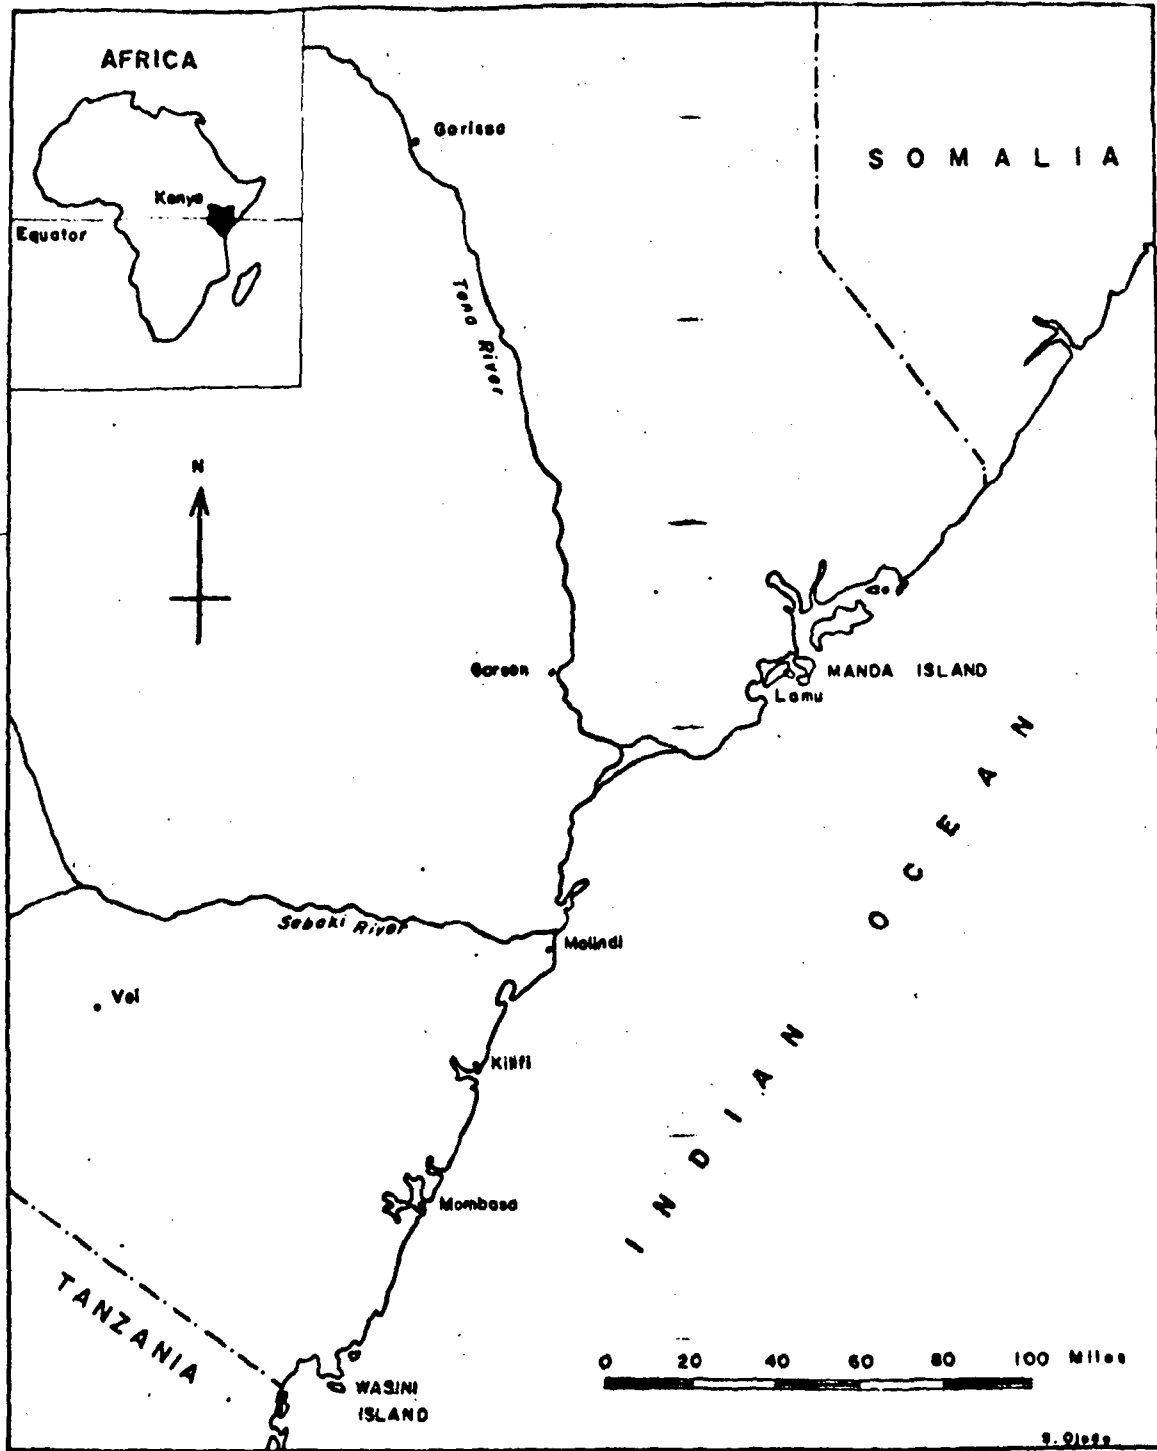 AFRICA
Kenya
Equator
Garissa
SOMALIA
Tana River
N
Garsen
MANDA ISLAND
Lamu
Sabaki River
Malindi
Voi
Kilifi
INDIAN OCEAN
Mombasa
TANZANIA
WASINI
ISLAND
0 20 40 60 80 100 Miles